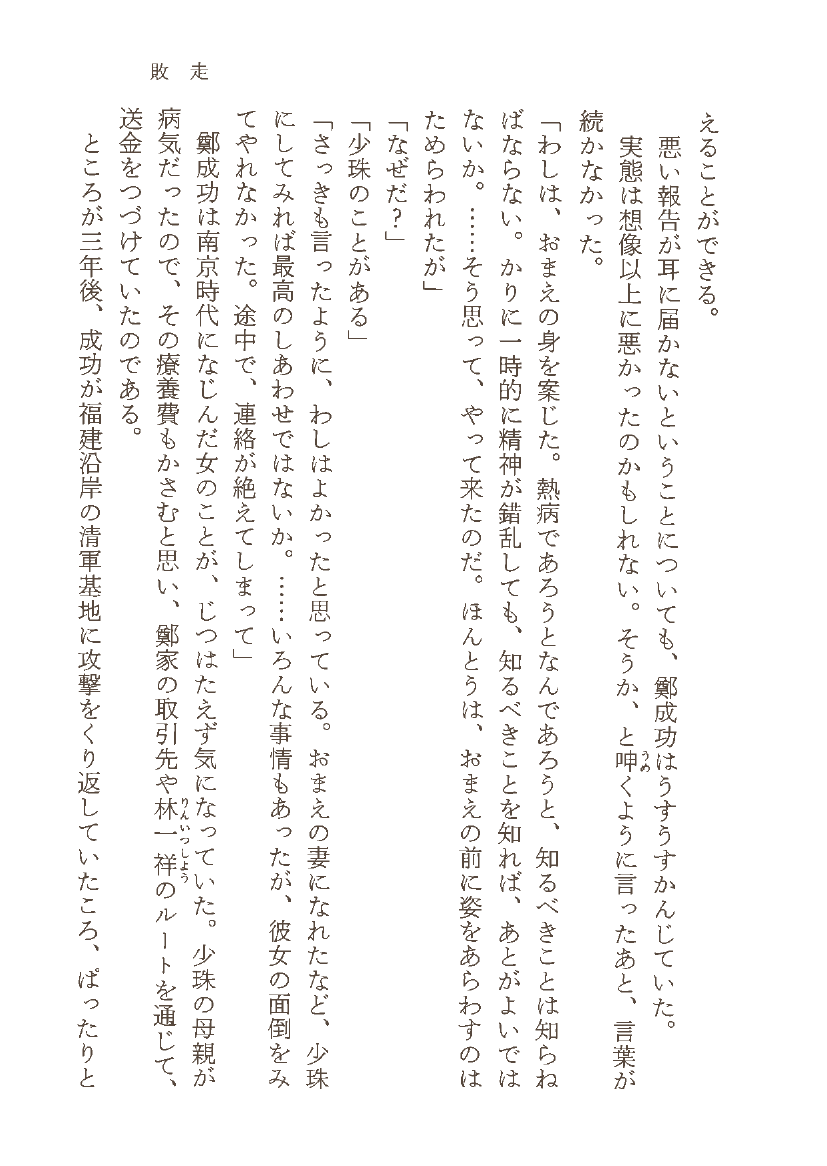 敗走
えることができる。
悪い報告が耳に届かないということについても、鄭成功はうすうすかんじていた。
実態は想像以上に悪かったのかもしれない。そうか、と呻くように言ったあと、言葉が
うめ
続かなかった。
「わしは、おまえの身を案じた。熱病であろうとなんであろうと、知るべきことは知らね
ばならない。かりに一時的に精神が錯乱しても、知るべきことを知れば、あとがよいでは
ないか。……そう思って、やって来たのだ。ほんとうは、おまえの前に姿をあらわすのは
ためらわれたが」
「なぜだ?」
「少珠のことがある」
「さっきも言ったように、わしはよかったと思っている。おまえの妻になれたなど、少珠
にしてみれば最高のしあわせではないか。……いろんな事情もあったが、彼女の面倒をみ
てやれなかった。途中で、連絡が絶えてしまって」
鄭成功は南京時代になじんだ女のことが、じつはたえず気になっていた。少珠の母親が
病気だったので、その療養費もかさむと思い、鄭家の取引先や林一祥のルートを通じて、
りんいつしよう
送金をつづけていたのである。
ところが三年後、成功が福建沿岸の清軍基地に攻撃をくり返していたころ、ぱったりと